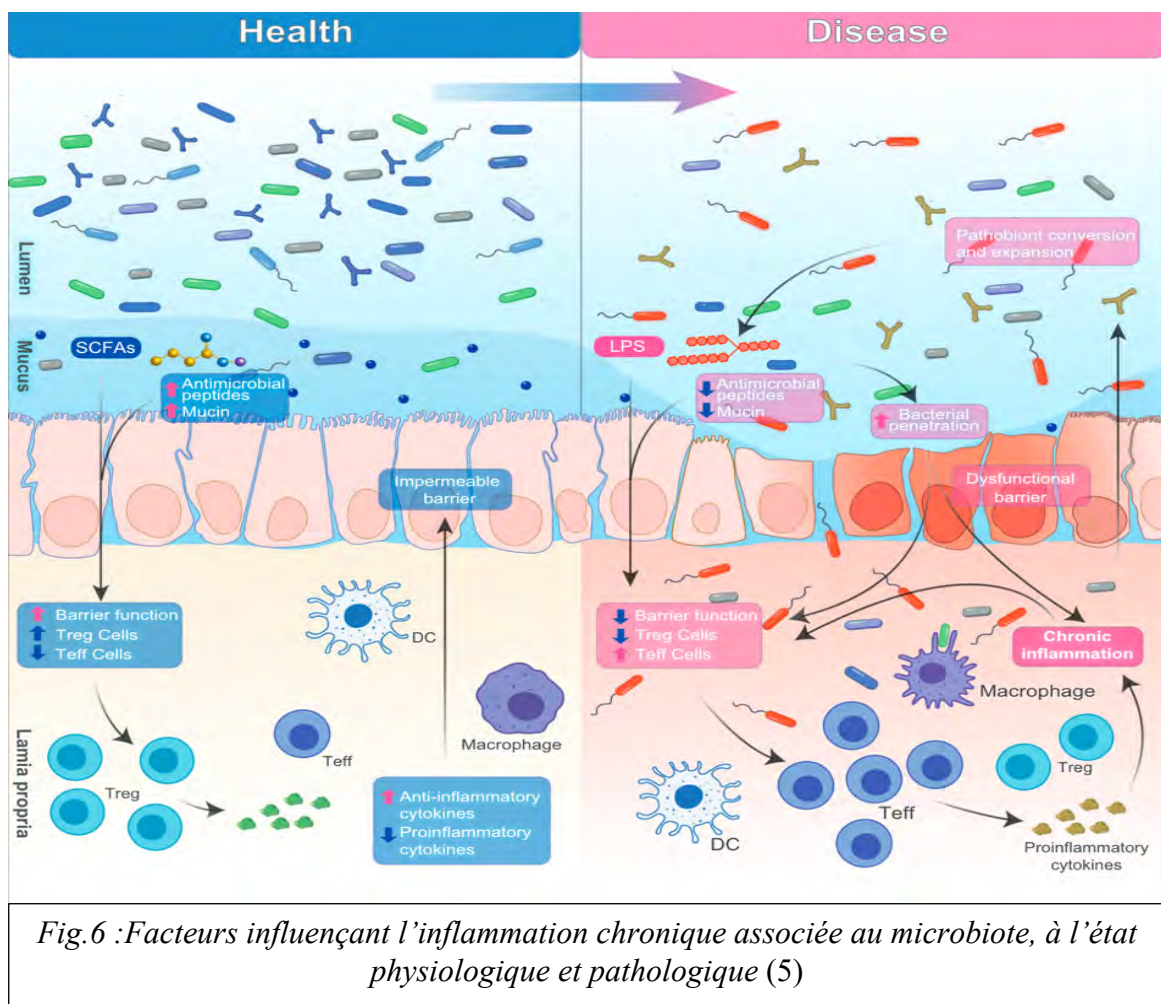 Health
Disease
Lumen
Mucus
Lamia propria
SCFAs
Antimicrobial
peptides
Mucin
Impermeable
barrier
Barrier function
Treg Cells
Teff Cells
DC
Macrophage
Teff
Treg
Anti-inflammatory
cytokines
Proinflammatory
cytokines
Pathobiont conversion
and expansion
LPS
Antimicrobial
peptides
Mucin
Bacterial
penetration
Dysfunctional
barrier
Barrier function
Treg Cells
Teff Cells
Chronic
inflammation
Macrophage
Treg
Teff
DC
Proinflammatory
cytokines
Fig.6 :Facteurs influençant l’inflammation chronique associée au microbiote, à l’état
physiologique et pathologique (5)